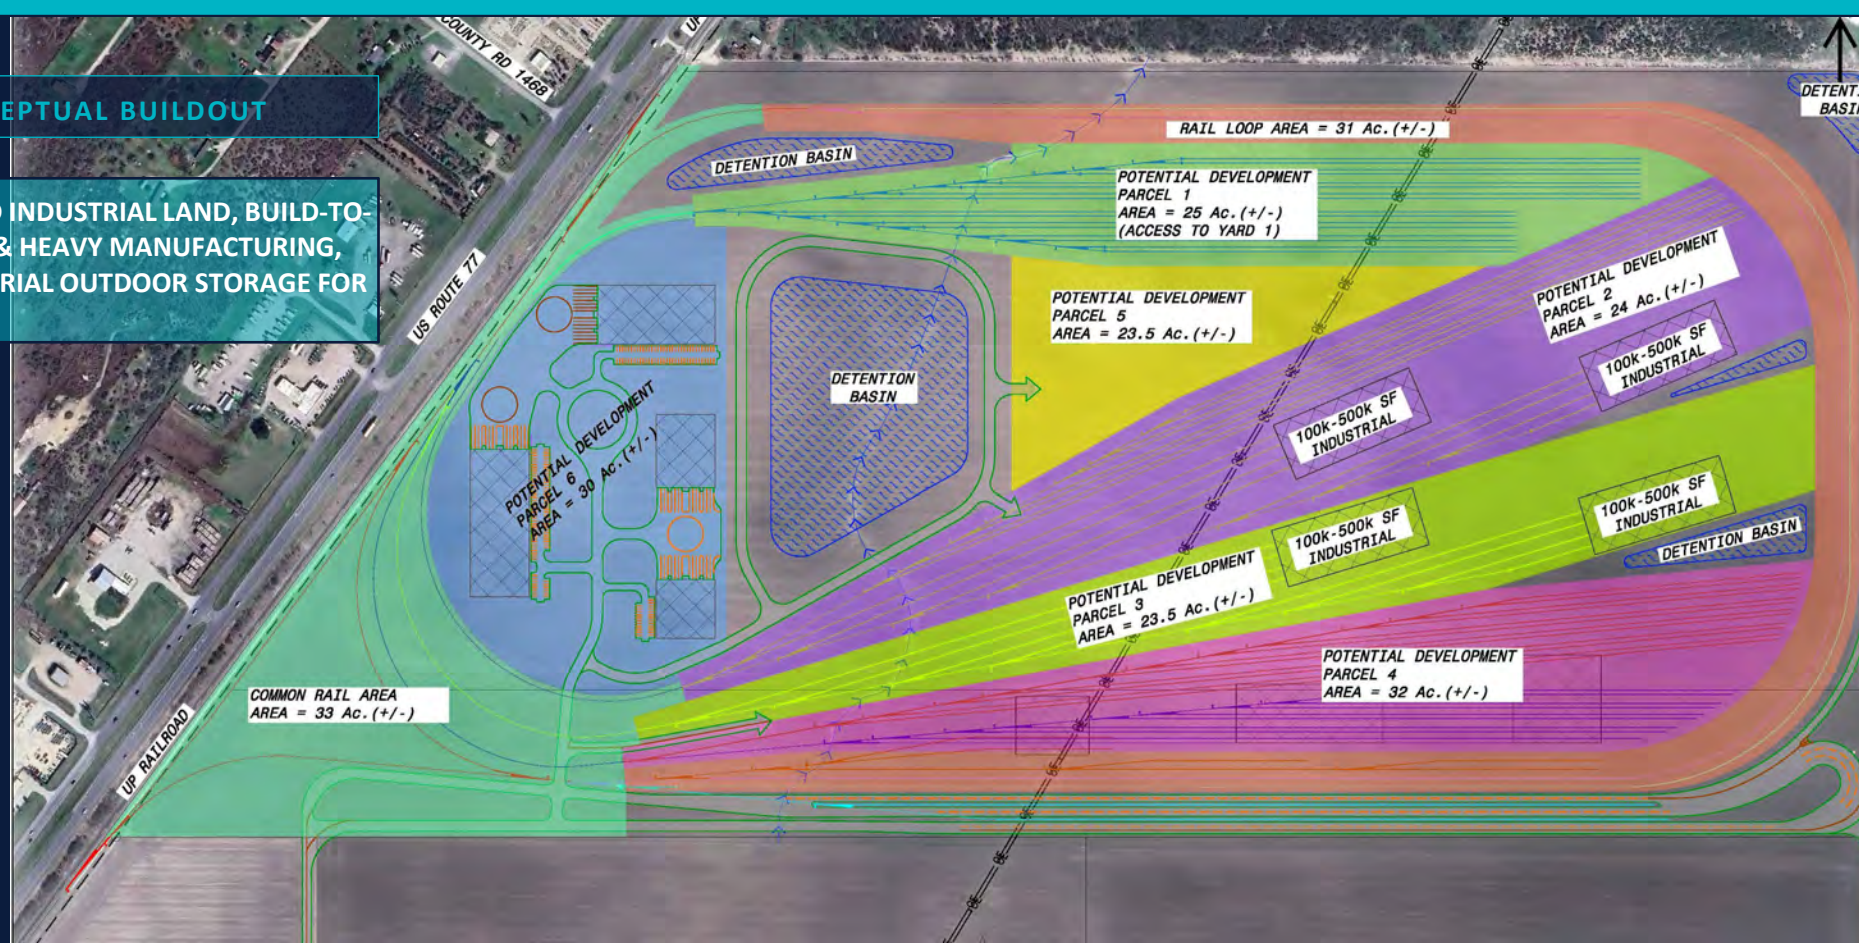 COUNTY RD 1468
UP
EPTUAL BUILDOUT
INDUSTRIAL LAND, BUILD-TO-
& HEAVY MANUFACTURING,
RIAL OUTDOOR STORAGE FOR
US ROUTE 77
UP RAILROAD
RAIL LOOP AREA = 31 Ac.(+/-)
DETENTI
BASIN
DETENTION BASIN
POTENTIAL DEVELOPMENT
PARCEL 1
AREA = 25 Ac.(+/-)
(ACCESS TO YARD 1)
POTENTIAL DEVELOPMENT
PARCEL 2
AREA = 24 Ac.(+/-)
POTENTIAL DEVELOPMENT
PARCEL 5
AREA = 23.5 Ac.(+/-)
100k-500k SF
INDUSTRIAL
DETENTION
BASIN
100k-500k SF
INDUSTRIAL
POTENTIAL DEVELOPMENT
PARCEL 6
AREA = 30 Ac.(+/-)
100k-500k SF
INDUSTRIAL
100k-500k SF
INDUSTRIAL
DETENTION BASIN
POTENTIAL DEVELOPMENT
PARCEL 3
AREA = 23.5 Ac.(+/-)
POTENTIAL DEVELOPMENT
PARCEL 4
AREA = 32 Ac.(+/-)
COMMON RAIL AREA
AREA = 33 Ac.(+/-)